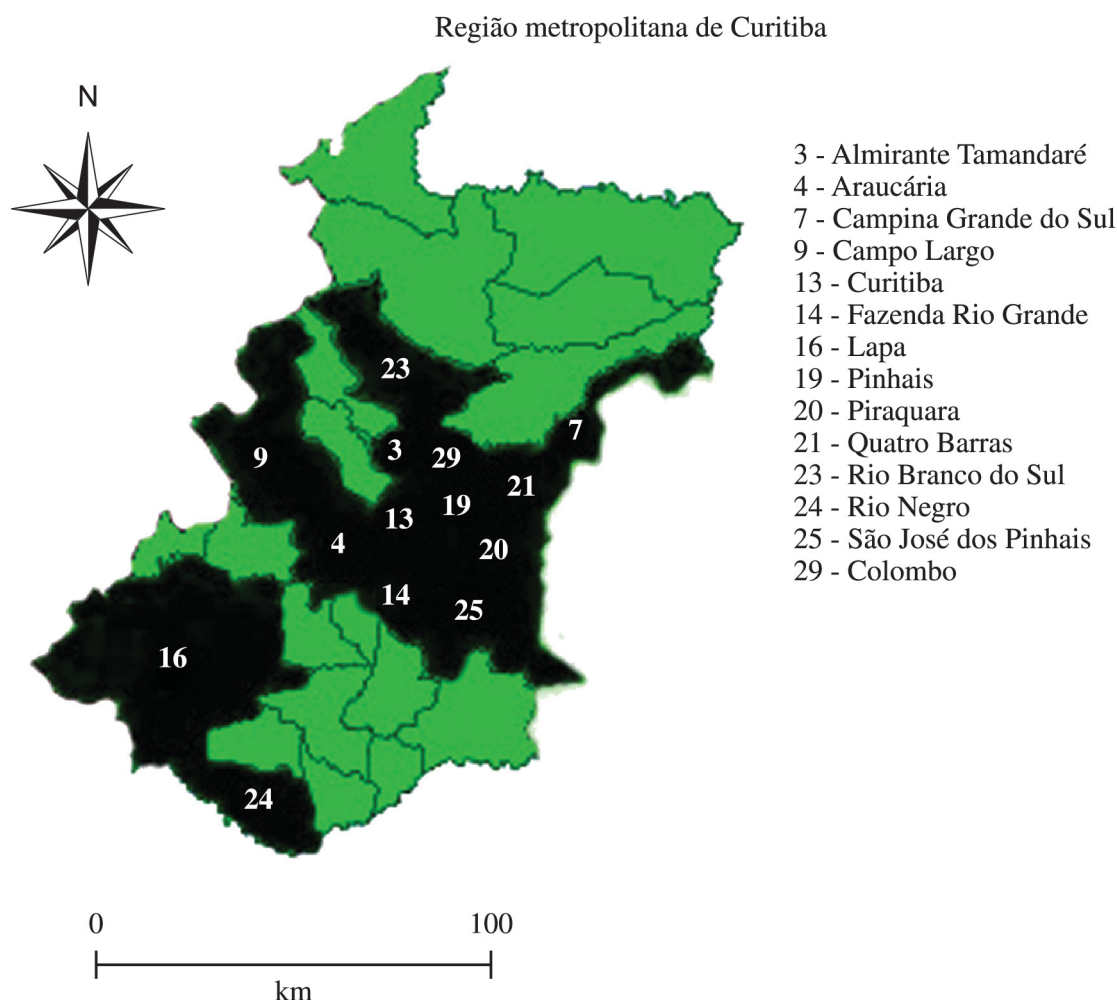 Região metropolitana de Curitiba
N
3 - Almirante Tamandaré
4 - Araucária
7 - Campina Grande do Sul
9 - Campo Largo
13 - Curitiba
14 - Fazenda Rio Grande
16 - Lapa
19 - Pinhais
20 - Piraquara
21 - Quatro Barras
23 - Rio Branco do Sul
24 - Rio Negro
25 - São José dos Pinhais
29 - Colombo
23
7
3
29
9
21
19
13
4
20
14
25
16
24
0 100
km